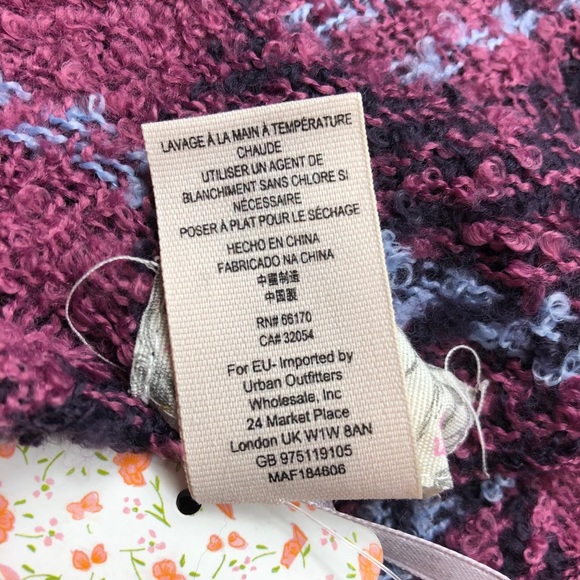 LAVAGE À LA MAIN À TEMPÉRATURE
CHAUDE
UTILISER UN AGENT DE
BLANCHIMENT SANS CHLORE SI
NÉCESSAIRE
POSER À PLAT POUR LE SÉCHAGE
HECHO EN CHINA
FABRICADO NA CHINA
中國制造
中国製
RN# 66170
CA# 32054
For EU- Imported by
Urban Outfitters
Wholesale, Inc
24 Market Place
London UK W1W 8AN
GB 975119105
MAF184606